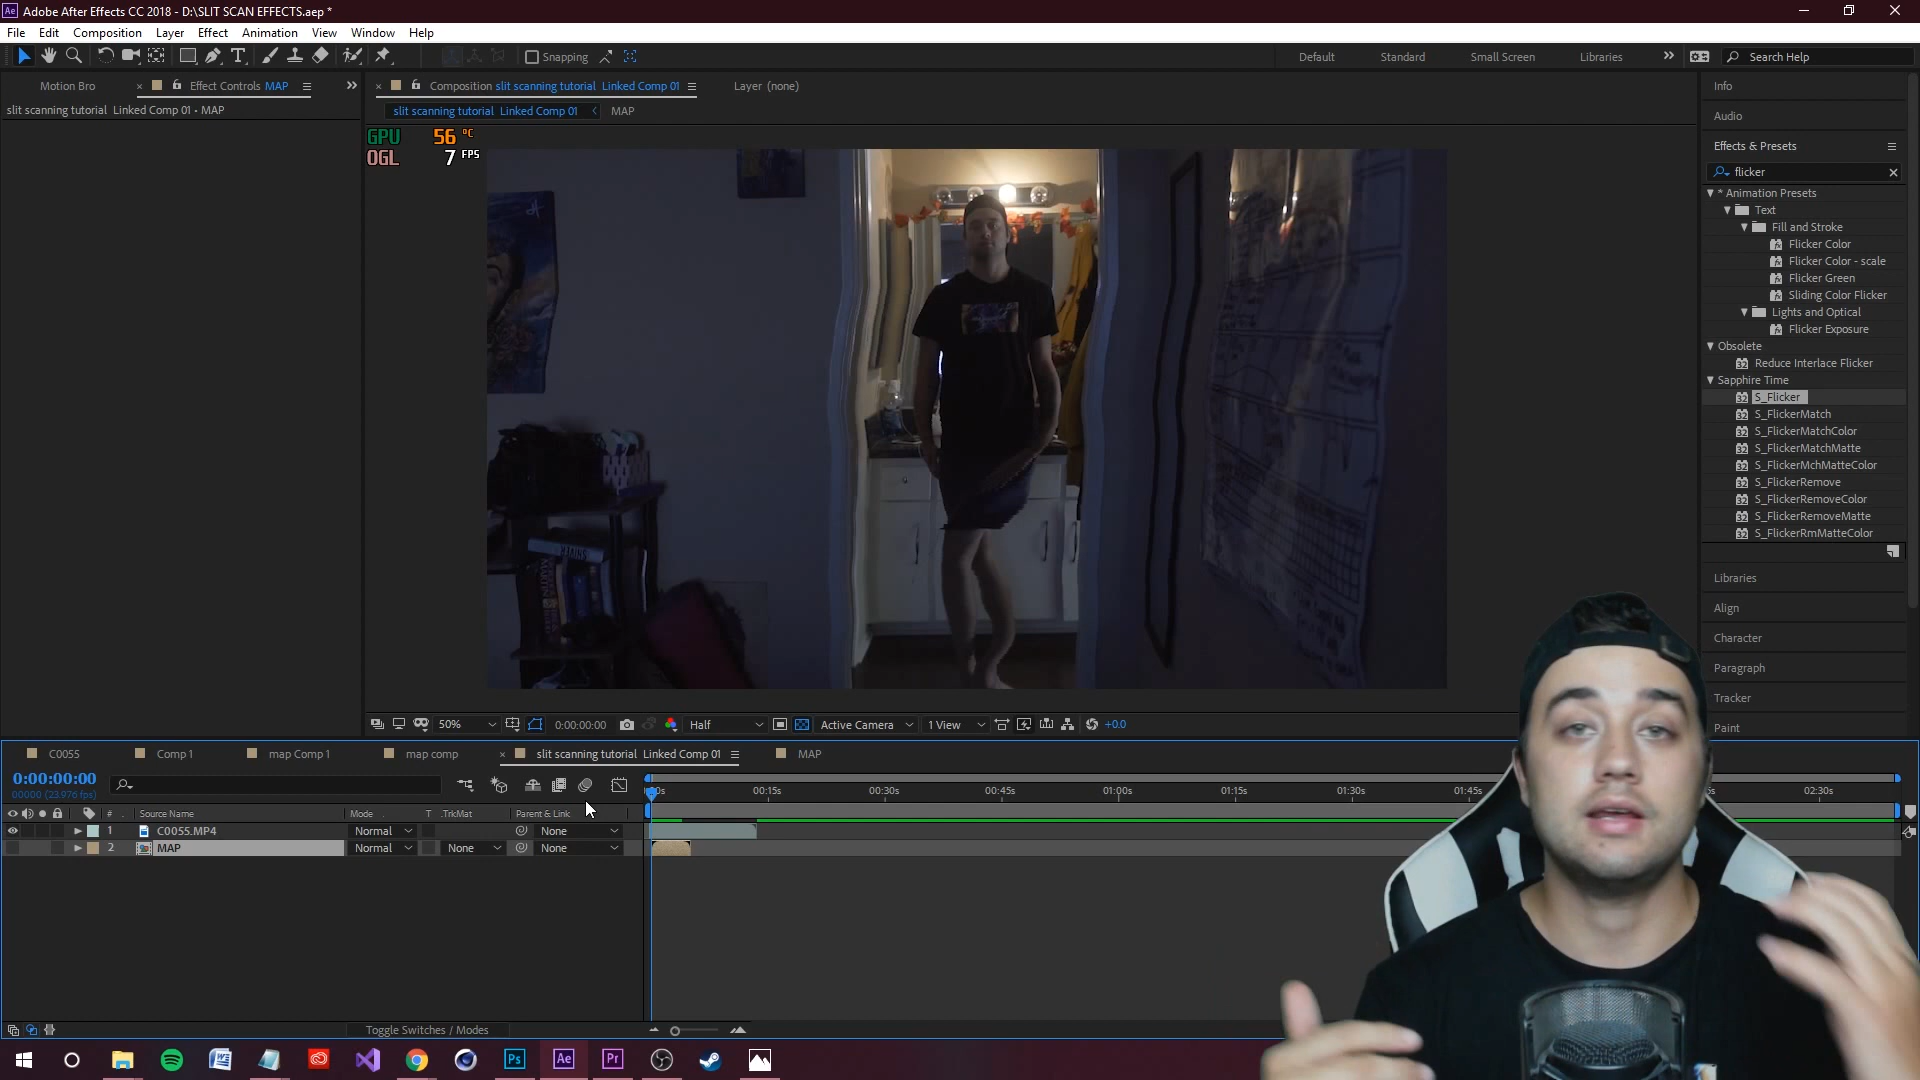 Adobe After Effects CC 2018 - D:\SLIT SCAN EFFECTS.aep *
File Edit Composition Layer Effect Animation View Window Help
Snapping Default Standard Small Screen Libraries Search Help
Motion Bro Effect Controls MAP Composition slit scanning tutorial Linked Comp 01 Layer (none) Info
slit scanning tutorial Linked Comp 01 • MAP slit scanning tutorial Linked Comp 01 MAP
Audio
GPU 56 °C
OGL 7 FPS
Effects & Presets
flicker
* Animation Presets
Text
Fill and Stroke
Flicker Color
Flicker Color - scale
Flicker Green
Sliding Color Flicker
Lights and Optical
Flicker Exposure
Obsolete
Reduce Interlace Flicker
Sapphire Time
S_Flicker
S_FlickerMatch
S_FlickerMatchColor
S_FlickerMatchMatte
S_FlickerMchMatteColor
S_FlickerRemove
S_FlickerRemoveColor
S_FlickerRemoveMatte
S_FlickerRmMatteColor
Libraries
Align
Character
Paragraph
Tracker
Paint
50% 0:00:00:00 Half Active Camera 1 View +0.0
C0055 Comp 1 map Comp 1 map comp slit scanning tutorial Linked Comp 01 MAP
0:00:00:00
00000 (23.976 fps)
00:15s 00:30s 00:45s 01:00s 01:15s 01:30s 01:45s 02:30s
# Source Name Mode T .TrkMat Parent & Link
1 C0055.MP4 Normal None
2 MAP Normal None None
Toggle Switches / Modes
Ps Ae Pr